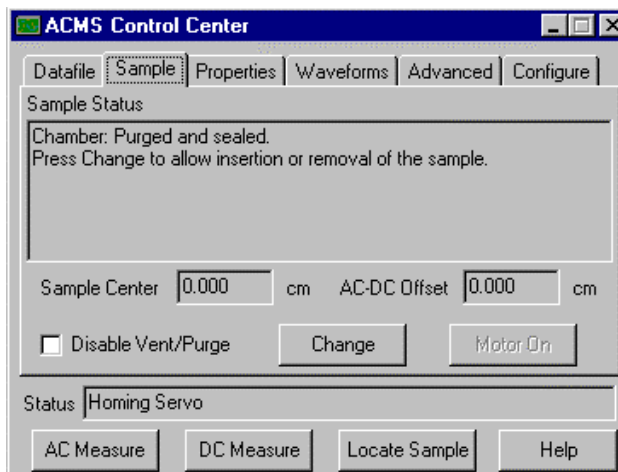 ACMS Control Center
Datafile Sample Properties Waveforms Advanced Configure
Sample Status
Chamber: Purged and sealed.
Press Change to allow insertion or removal of the sample.
Sample Center 0.000 cm AC-DC Offset 0.000 cm
Disable Vent/Purge Change Motor On
Status Homing Servo
AC Measure DC Measure Locate Sample Help